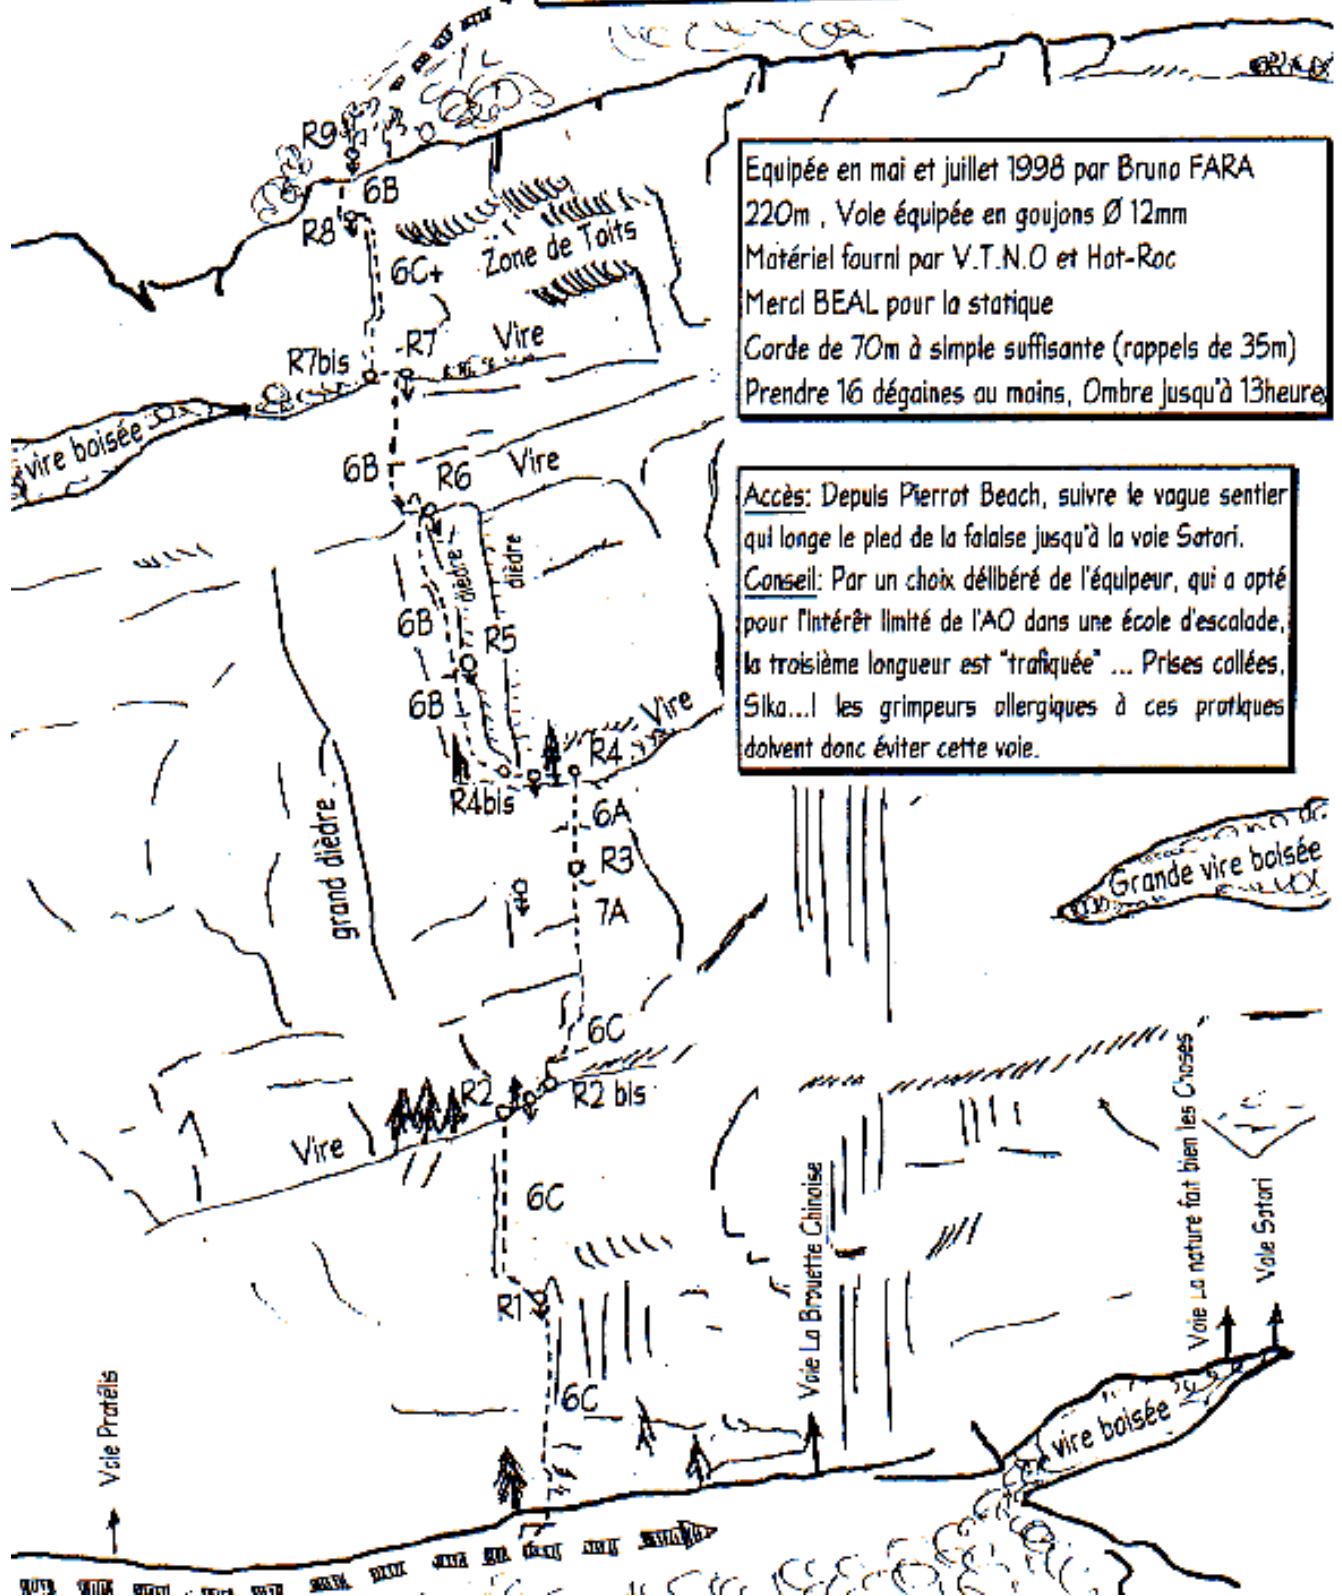 R9
6B
R8
6C+
Zone de Toits
R7bis
R7
Vire
vire boisée
6B
R6
Vire
dièdre
dièdre
6B
R5
6B
Vire
R4
R4bis
6A
R3
7A
grand dièdre
6C
R2
R2 bis
Vire
6C
R1
6C
Equipée en mai et juillet 1998 par Bruno FARA
220m , Voie équipée en goujons Ø 12mm
Matériel fourni par V.T.N.O et Hot-Roc
Merci BEAL pour la statique
Corde de 70m à simple suffisante (rappels de 35m)
Prendre 16 dégaines au moins, Ombre jusqu'à 13heure
Accès: Depuis Pierrot Beach, suivre le vague sentier
qui longe le pied de la falaise jusqu'à la voie Satori.
Conseil: Par un choix délibéré de l'équipeur, qui a opté
pour l'intérêt limité de l'AO dans une école d'escalade,
la troisième longueur est "trafiquée" ... Prises collées,
Sika...! les grimpeurs allergiques à ces pratiques
doivent donc éviter cette voie.
Grande vire boisée
Voie La Brouette Chinoise
Voie La nature fait bien les Choses
Voie Satori
vire boisée
Voie Pratélis